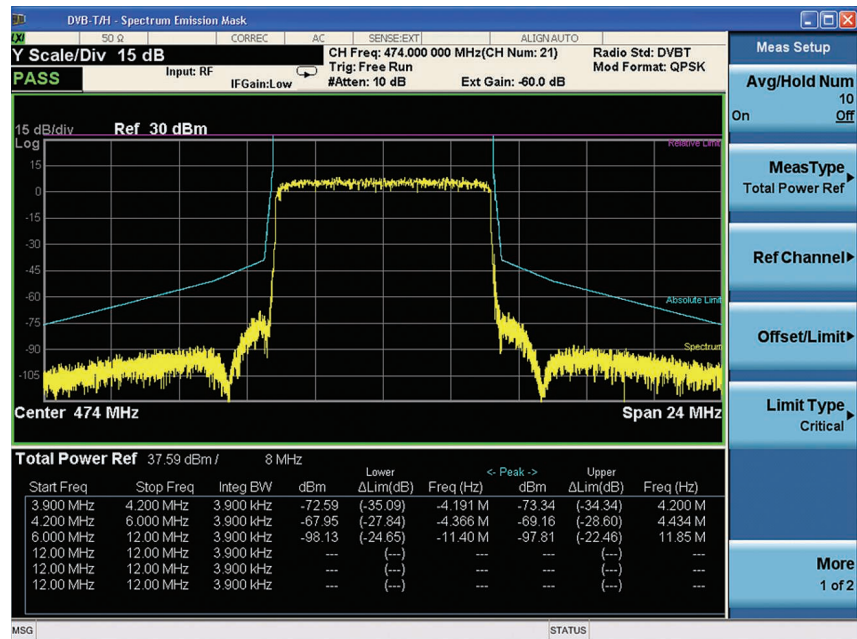 DVB-T/H - Spectrum Emission Mask
LXI 50 Ω CORREC AC SENSE:EXT ALIGN AUTO
Y Scale/Div 15 dB
CH Freq: 474.000 000 MHz(CH Num: 21) Radio Std: DVBT
Input: RF Trig: Free Run Mod Format: QPSK
PASS
IFGain:Low #Atten: 10 dB Ext Gain: -60.0 dB
15 dB/div Ref 30 dBm
Log
Relative Limit
15
0
-15
-30
-45
-60
Absolute Limit
-75
-90
Spectrum
-105
Center 474 MHz Span 24 MHz
Total Power Ref 37.59 dBm / 8 MHz
Lower <- Peak -> Upper
Start Freq Stop Freq Integ BW dBm ΔLim(dB) Freq (Hz) dBm ΔLim(dB) Freq (Hz)
3.900 MHz 4.200 MHz 3.900 kHz -72.59 (-35.09) -4.191 M -73.34 (-34.34) 4.200 M
4.200 MHz 6.000 MHz 3.900 kHz -67.95 (-27.84) -4.366 M -69.16 (-28.60) 4.434 M
6.000 MHz 12.00 MHz 3.900 kHz -98.13 (-24.65) -11.40 M -97.81 (-22.46) 11.85 M
12.00 MHz 12.00 MHz 3.900 kHz --- (---) --- --- (---) ---
12.00 MHz 12.00 MHz 3.900 kHz --- (---) --- --- (---) ---
12.00 MHz 12.00 MHz 3.900 kHz --- (---) --- --- (---) ---
MSG STATUS
Meas Setup
Avg/Hold Num
10
On Off
MeasType
Total Power Ref
Ref Channel
Offset/Limit
Limit Type
Critical
More
1 of 2